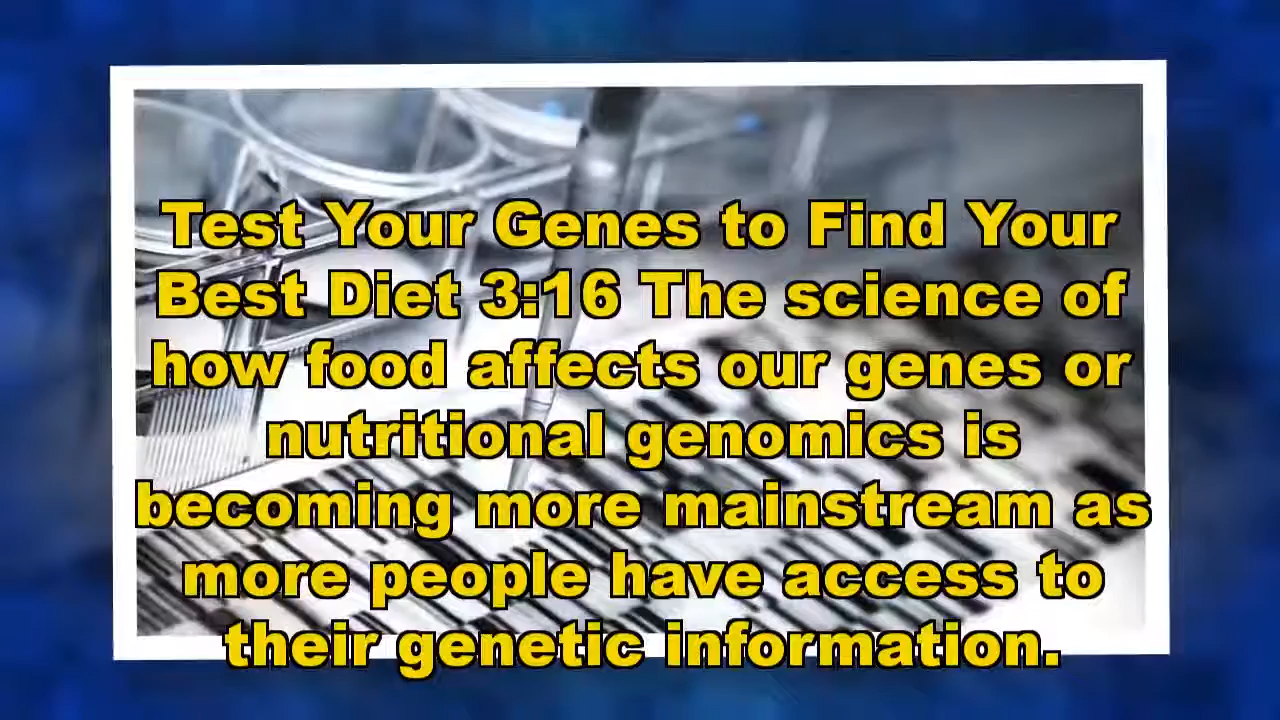 Test Your Genes to Find Your
Best Diet 3:16 The science of
how food affects our genes or
nutritional genomics is
becoming more mainstream as
more people have access to
their genetic information.